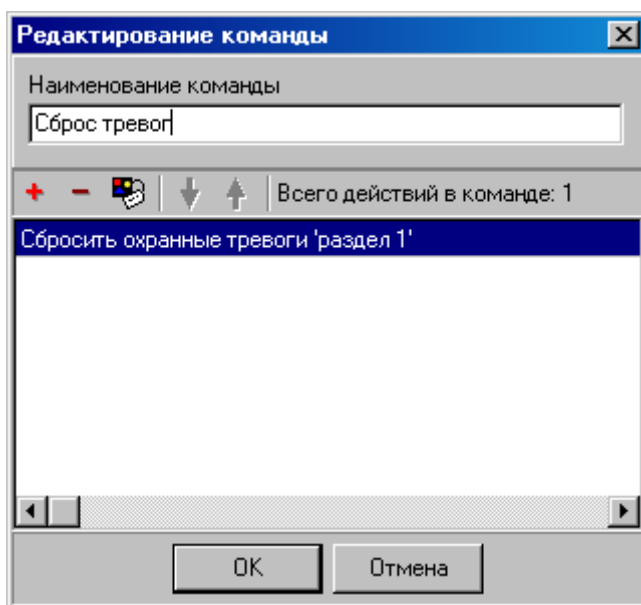 Редактирование команды
Наименование команды
Сброс тревог
Всего действий в команде: 1
Сбросить охранные тревоги 'раздел 1'
OK
Отмена